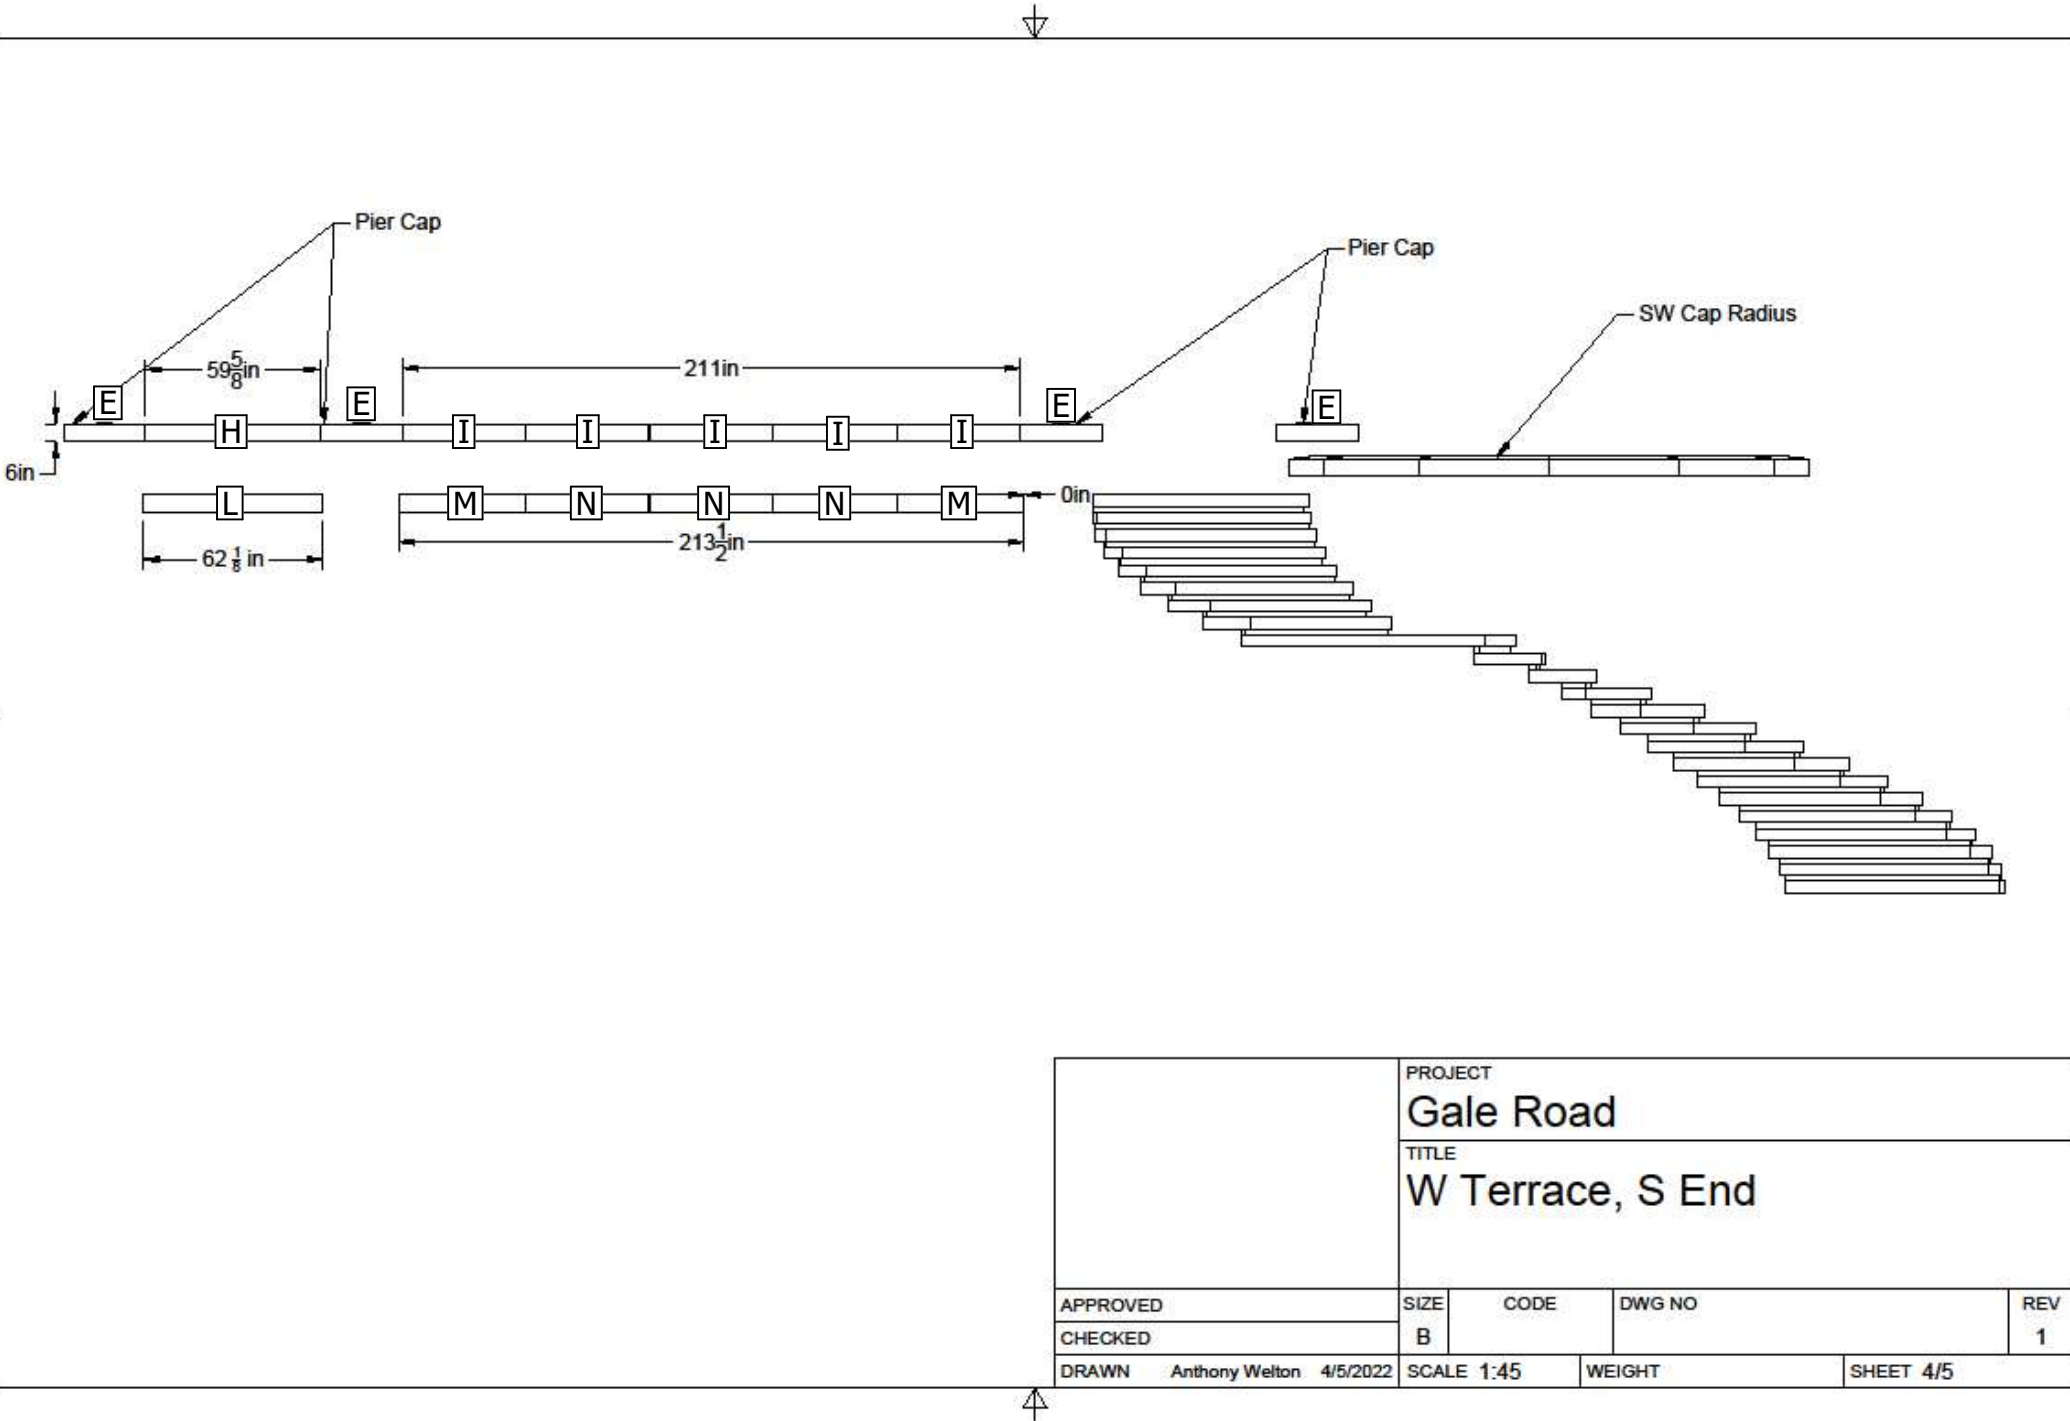 Pier Cap
Pier Cap
SW Cap Radius
59 5/8 in
211in
E
E
E
E
H
I
I
I
I
I
6in
L
M
N
N
N
M
0in
213 1/2 in
62 1/8 in
PROJECT
Gale Road
TITLE
W Terrace, S End
APPROVED
SIZE
CODE
DWG NO
REV
CHECKED
B
1
DRAWN Anthony Welton 4/5/2022
SCALE 1:45
WEIGHT
SHEET 4/5